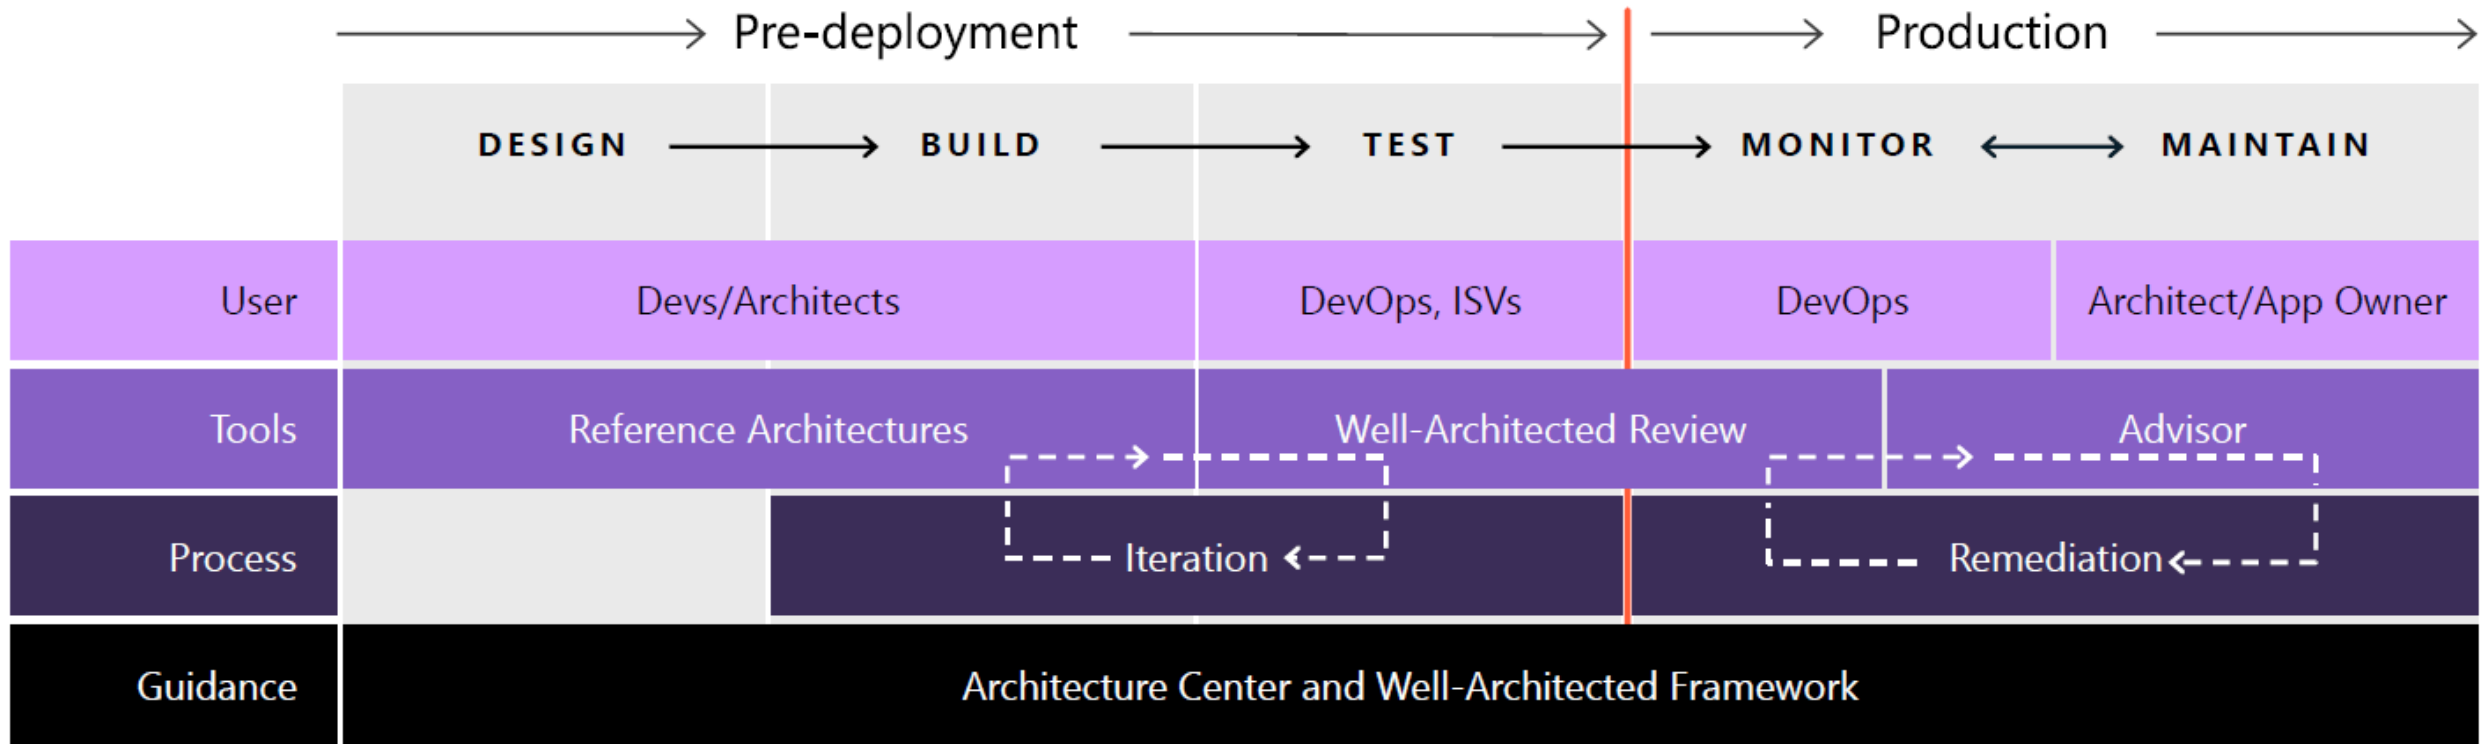 Pre-deployment Production
DESIGN BUILD TEST MONITOR MAINTAIN
User Devs/Architects DevOps, ISVs DevOps Architect/App Owner
Tools Reference Architectures Well-Architected Review Advisor
Process Iteration Remediation
Guidance Architecture Center and Well-Architected Framework